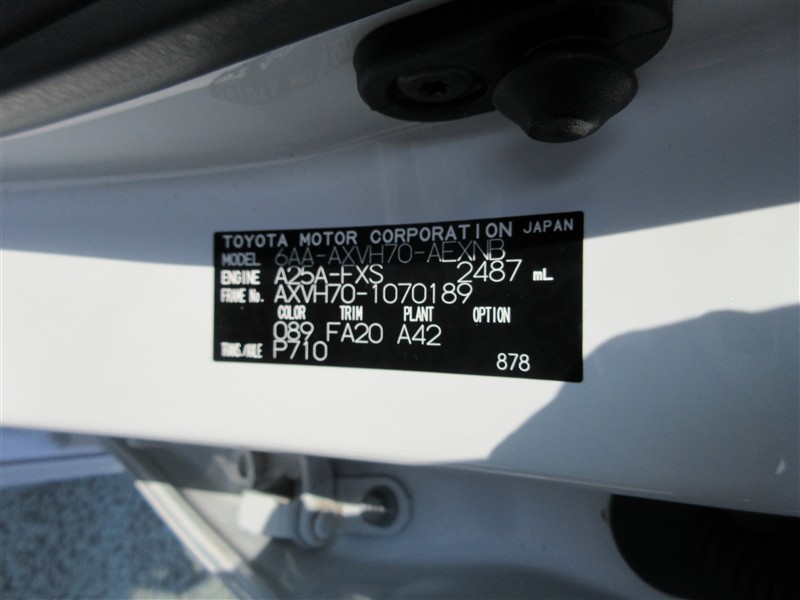 TOYOTA MOTOR CORPORATION JAPAN
MODEL 6AA-AXVH70-AEXNB
ENGINE A25A-FXS 2487 mL
FRAME No. AXVH70-1070189
COLOR TRIM PLANT OPTION
089 FA20 A42
TRANS/AXLE P710
878